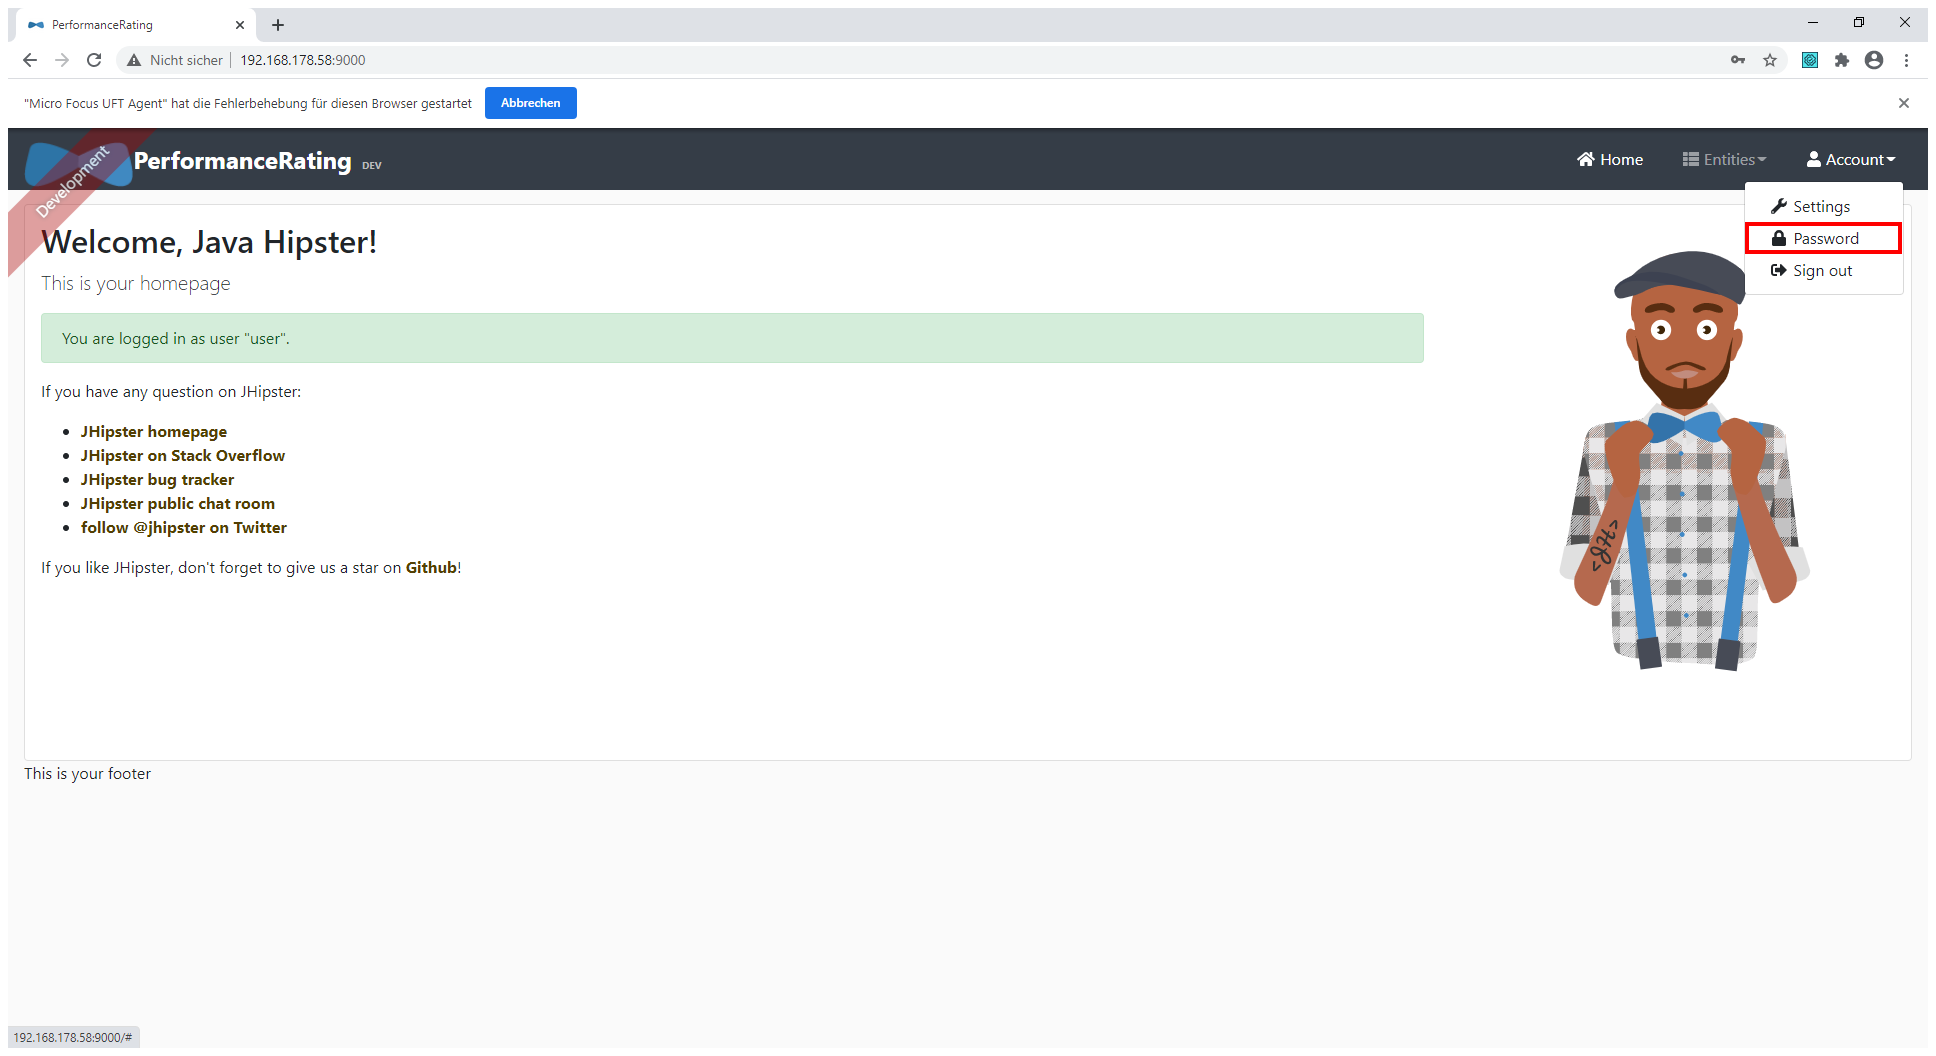 PerformanceRating
Nicht sicher 192.168.178.58:9000
"Micro Focus UFT Agent" hat die Fehlerbehebung für diesen Browser gestartet Abbrechen
Development
PerformanceRating DEV
Home Entities Account
Settings
Password
Sign out
Welcome, Java Hipster!
This is your homepage
You are logged in as user "user".
If you have any question on JHipster:
JHipster homepage
JHipster on Stack Overflow
JHipster bug tracker
JHipster public chat room
follow @jhipster on Twitter
If you like JHipster, don't forget to give us a star on Github!
<JH>
This is your footer
192.168.178.58:9000/#